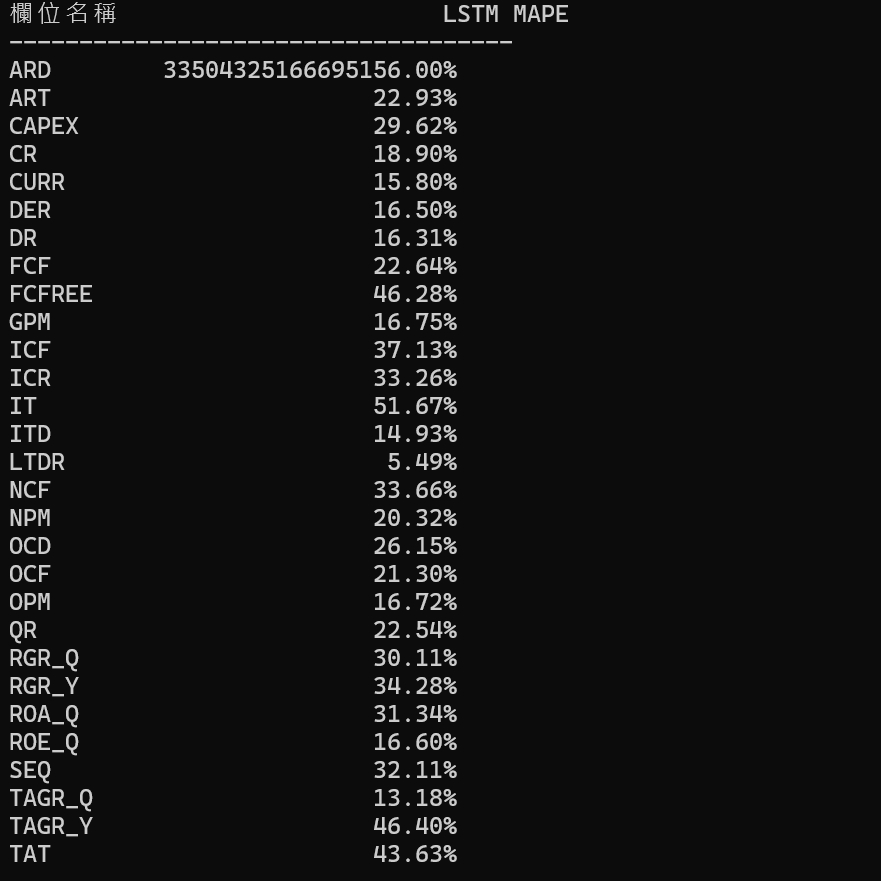 欄位名稱 LSTM MAPE
------------------------------------
ARD 33504325166695156.00%
ART 22.93%
CAPEX 29.62%
CR 18.90%
CURR 15.80%
DER 16.50%
DR 16.31%
FCF 22.64%
FCFREE 46.28%
GPM 16.75%
ICF 37.13%
ICR 33.26%
IT 51.67%
ITD 14.93%
LTDR 5.49%
NCF 33.66%
NPM 20.32%
OCD 26.15%
OCF 21.30%
OPM 16.72%
QR 22.54%
RGR_Q 30.11%
RGR_Y 34.28%
ROA_Q 31.34%
ROE_Q 16.60%
SEQ 32.11%
TAGR_Q 13.18%
TAGR_Y 46.40%
TAT 43.63%